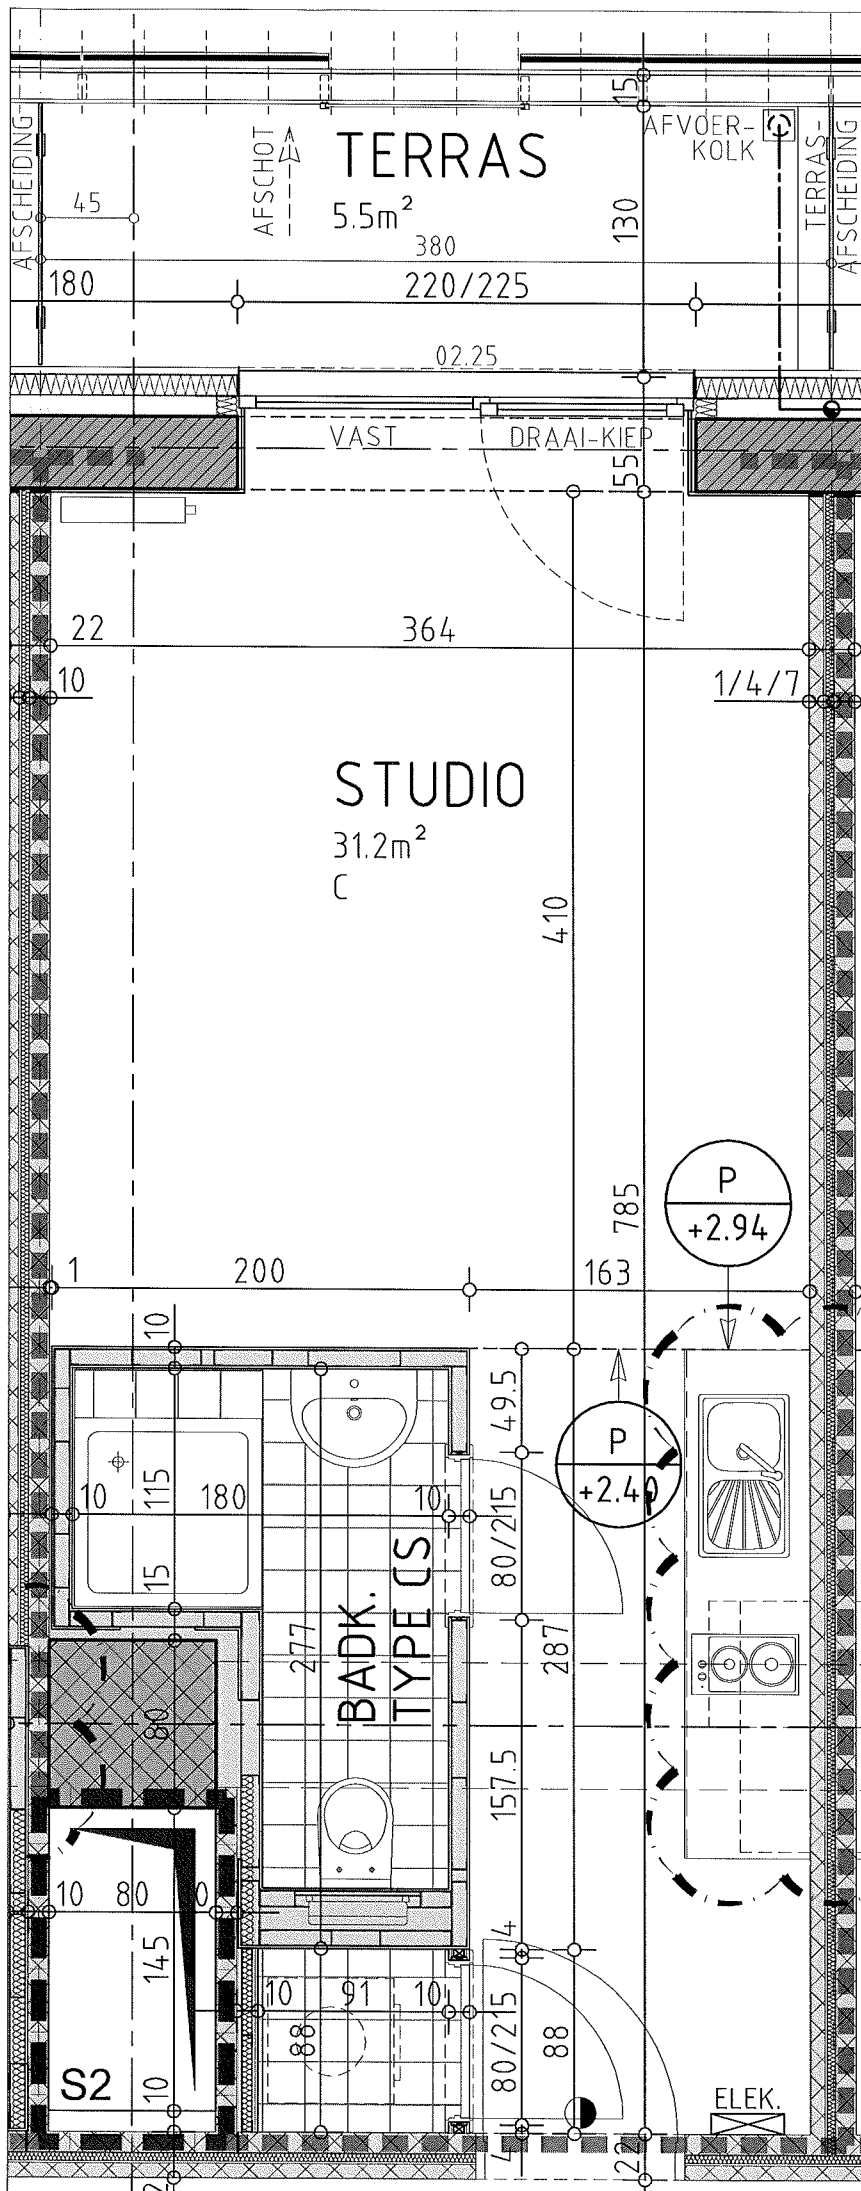 15
AFVOER-
KOLK
AFSCHEIDING
AFSCHOT
TERRAS
5.5m²
TERRAS-
AFSCHEIDING
45
130
380
180
220/225
02.25
VAST
DRAAI-KIEP
55
22
364
10
1/4/7
STUDIO
31.2m²
C
410
785
P
+2.94
1
200
163
10
49.5
P
+2.40
10
115
180
10
80/215
15
277
BADK.
TYPE CS
287
80
157.5
10
80
145
4
10
91
10
88
80/215
88
S2
10
ELEK.
4
22